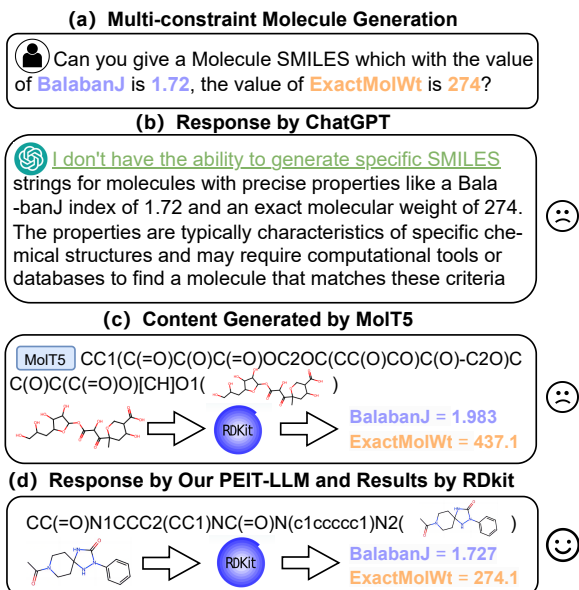 (a) Multi-constraint Molecule Generation
Can you give a Molecule SMILES which with the value
of BalabanJ is 1.72, the value of ExactMolWt is 274?
(b) Response by ChatGPT
I don't have the ability to generate specific SMILES
strings for molecules with precise properties like a Bala
-banJ index of 1.72 and an exact molecular weight of 274.
The properties are typically characteristics of specific che-
mical structures and may require computational tools or
databases to find a molecule that matches these criteria
(c) Content Generated by MolT5
MolT5 CC1(C(=O)C(O)C(=O)OC2OC(CC(O)CO)C(O)-C2O)C
C(O)C(C(=O)O)[CH]O1( )
RDKit
BalabanJ = 1.983
ExactMolWt = 437.1
(d) Response by Our PEIT-LLM and Results by RDkit
CC(=O)N1CCC2(CC1)NC(=O)N(c1ccccc1)N2( )
RDKit
BalabanJ = 1.727
ExactMolWt = 274.1